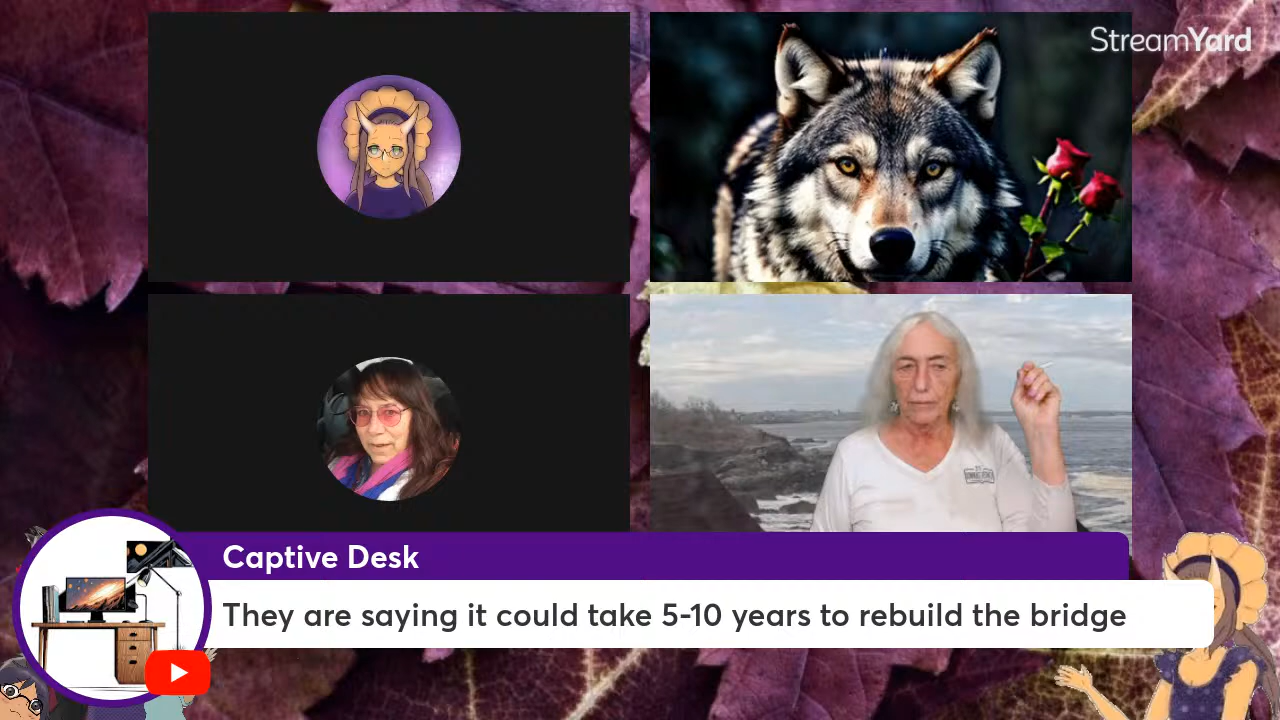 StreamYard
Captive Desk
They are saying it could take 5-10 years to rebuild the bridge